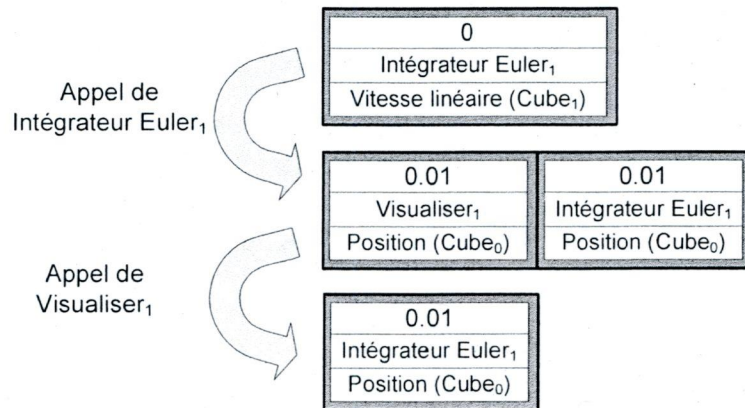 0
Intégrateur Euler₁
Vitesse linéaire (Cube₁)
Appel de
Intégrateur Euler₁
0.01
Visualiser₁
Position (Cube₀)
0.01
Intégrateur Euler₁
Position (Cube₀)
Appel de
Visualiser₁
0.01
Intégrateur Euler₁
Position (Cube₀)